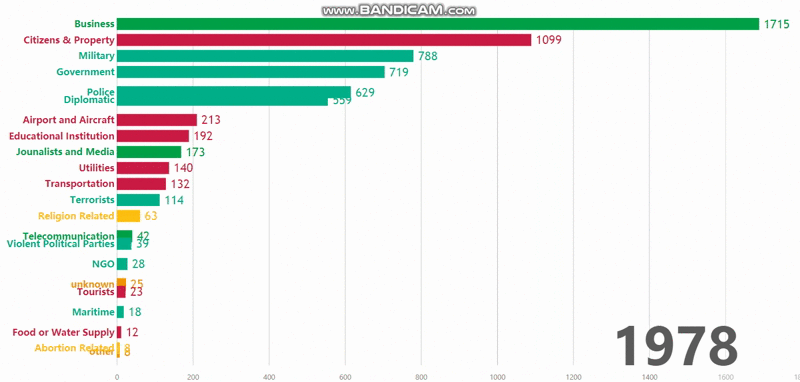 www.BANDICAM.com
Business 1715
Citizens & Property 1099
Military 788
Government 719
Police 629
Diplomatic 559
Airport and Aircraft 213
Educational Institution 192
Jounalists and Media 173
Utilities 140
Transportation 132
Terrorists 114
Religion Related 63
Telecommunication 42
Violent Political Parties 39
NGO 28
unknown 25
Tourists 23
Maritime 18
Food or Water Supply 12
Abortion Related 8
other 8
1978
0 200 400 600 800 1000 1200 1400 1600